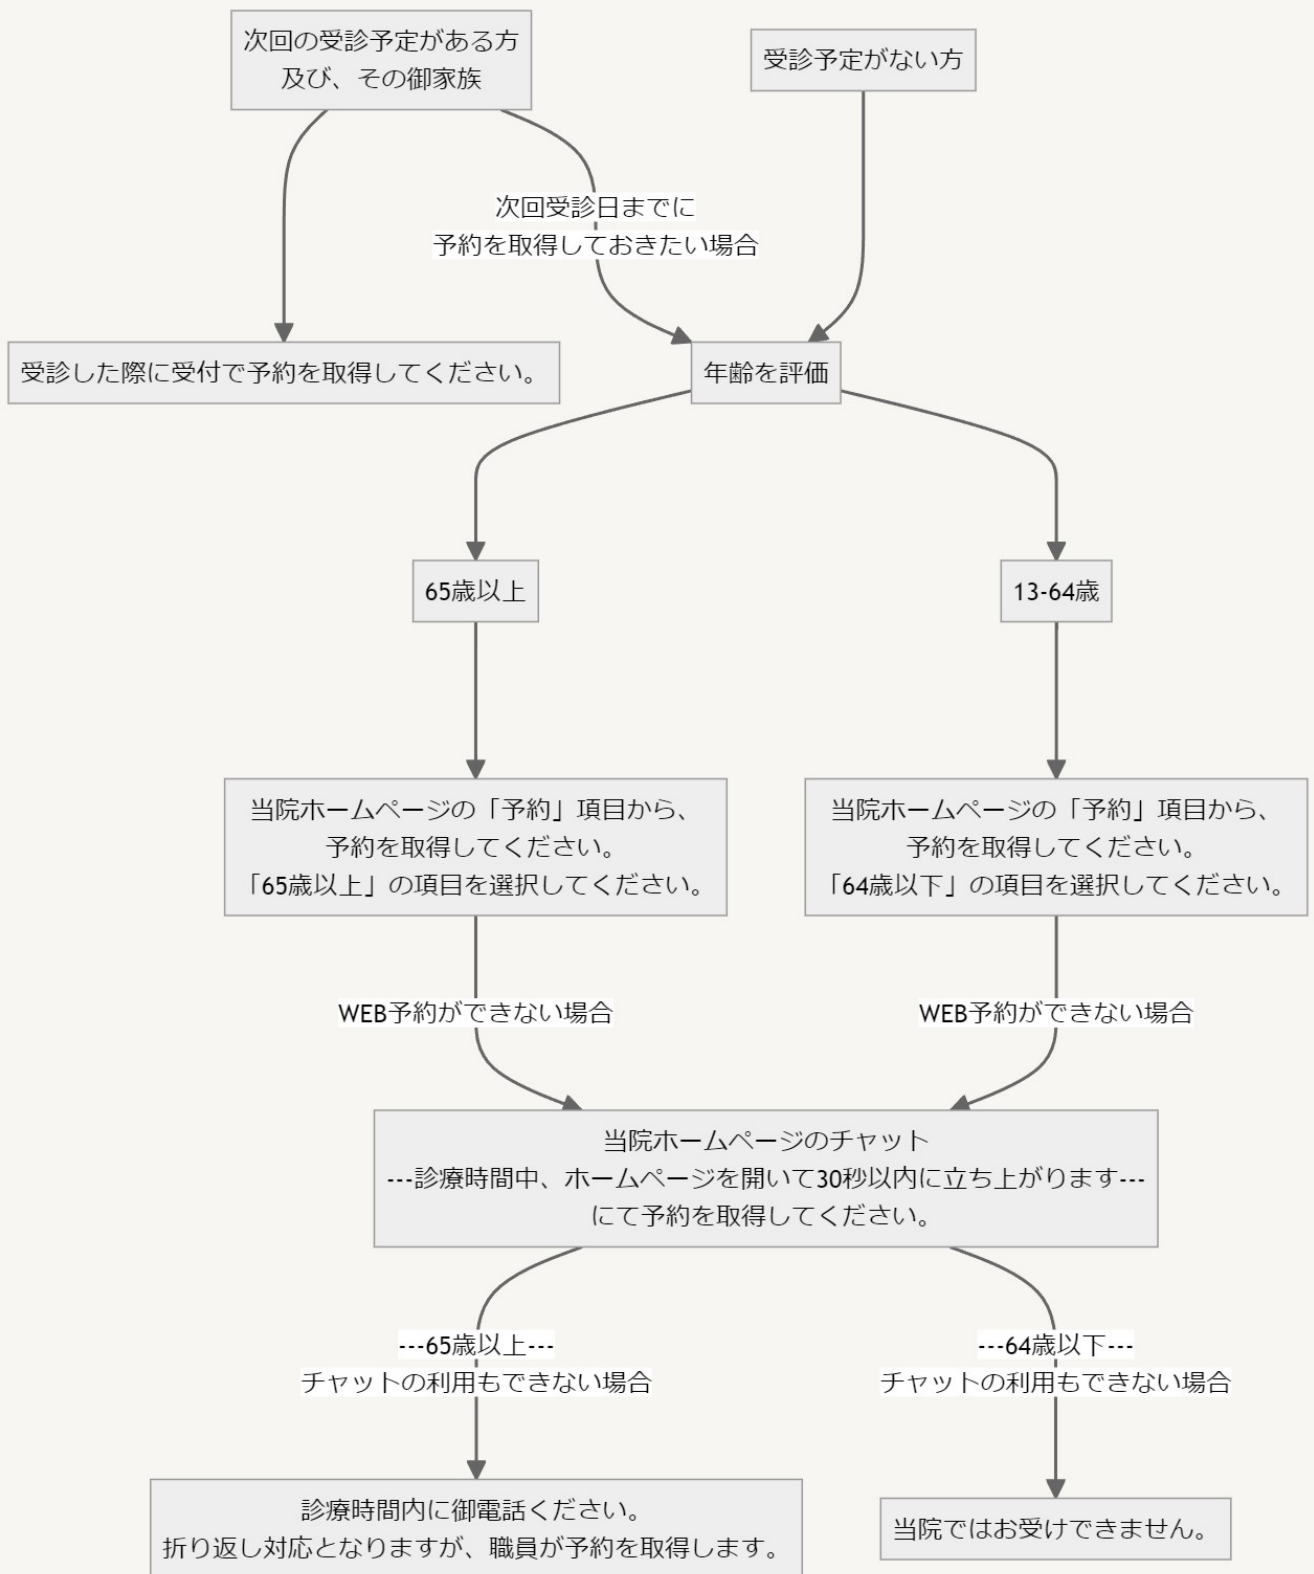 次回の受診予定がある方
及び、その御家族
受診予定がない方
次回受診日までに
予約を取得しておきたい場合
受診した際に受付で予約を取得してください。
年齢を評価
65歳以上
13-64歳
当院ホームページの「予約」項目から、
予約を取得してください。
「65歳以上」の項目を選択してください。
当院ホームページの「予約」項目から、
予約を取得してください。
「64歳以下」の項目を選択してください。
WEB予約ができない場合
WEB予約ができない場合
当院ホームページのチャット
---診療時間中、ホームページを開いて30秒以内に立ち上がります---
にて予約を取得してください。
---65歳以上---
チャットの利用もできない場合
---64歳以下---
チャットの利用もできない場合
診療時間内に御電話ください。
折り返し対応となりますが、職員が予約を取得します。
当院ではお受けできません。